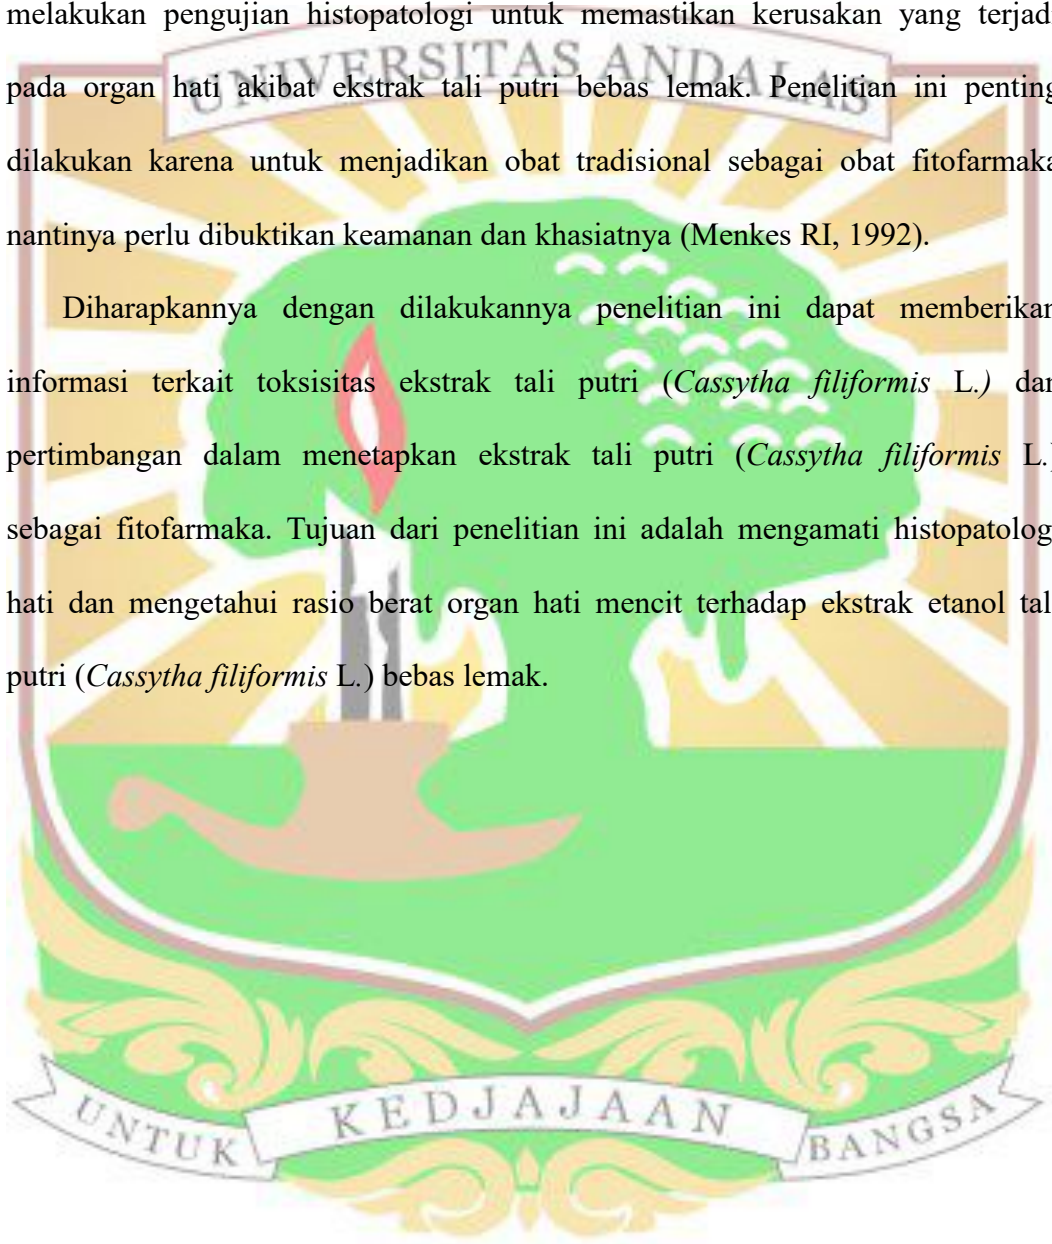 melakukan pengujian histopatologi untuk memastikan kerusakan yang terjad
UNIVERSITAS ANDALAS
pada organ hati akibat ekstrak tali putri bebas lemak. Penelitian ini penting
dilakukan karena untuk menjadikan obat tradisional sebagai obat fitofarmaka
nantinya perlu dibuktikan keamanan dan khasiatnya (Menkes RI, 1992).
Diharapkannya dengan dilakukannya penelitian ini dapat memberikan
informasi terkait toksisitas ekstrak tali putri (Cassytha filiformis L.) dan
pertimbangan dalam menetapkan ekstrak tali putri (Cassytha filiformis L.)
sebagai fitofarmaka. Tujuan dari penelitian ini adalah mengamati histopatolog
hati dan mengetahui rasio berat organ hati mencit terhadap ekstrak etanol tal
putri (Cassytha filiformis L.) bebas lemak.
UNTUK KEDJAJAAN BANGSA